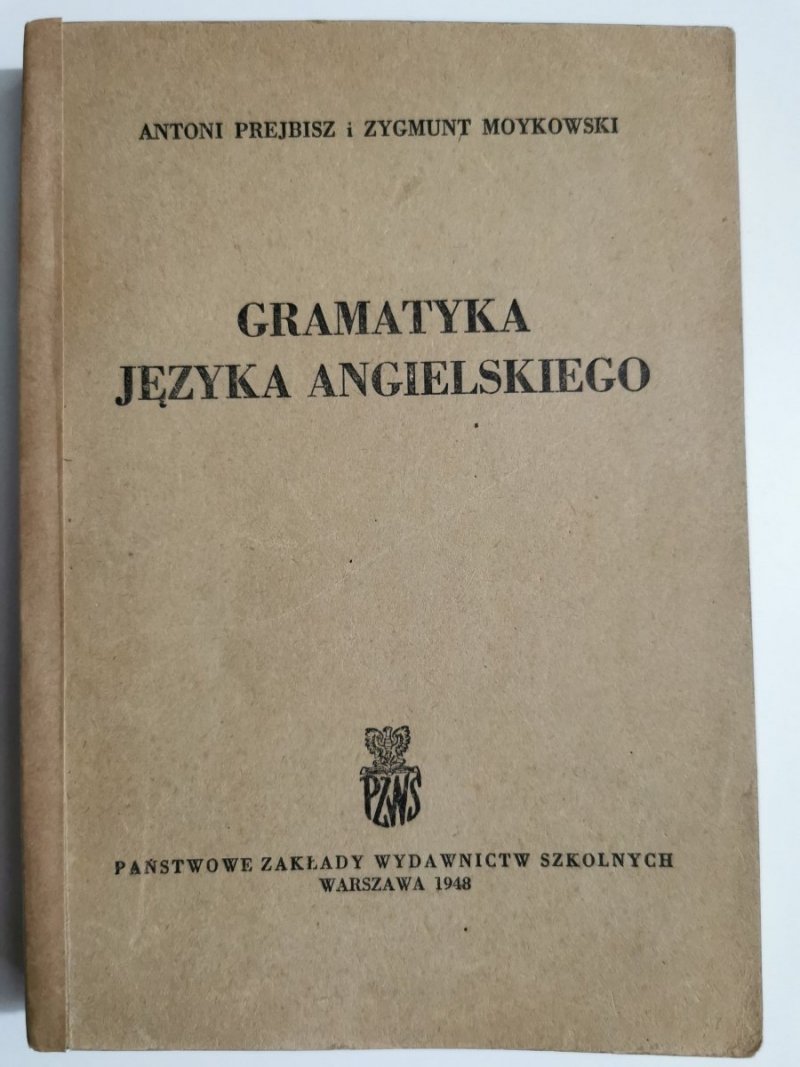 ANTONI PREJBISZ i ZYGMUNT MOYKOWSKI
GRAMATYKA
JĘZYKA ANGIELSKIEGO
PZWS
PAŃSTWOWE ZAKŁADY WYDAWNICTW SZKOLNYCH
WARSZAWA 1948